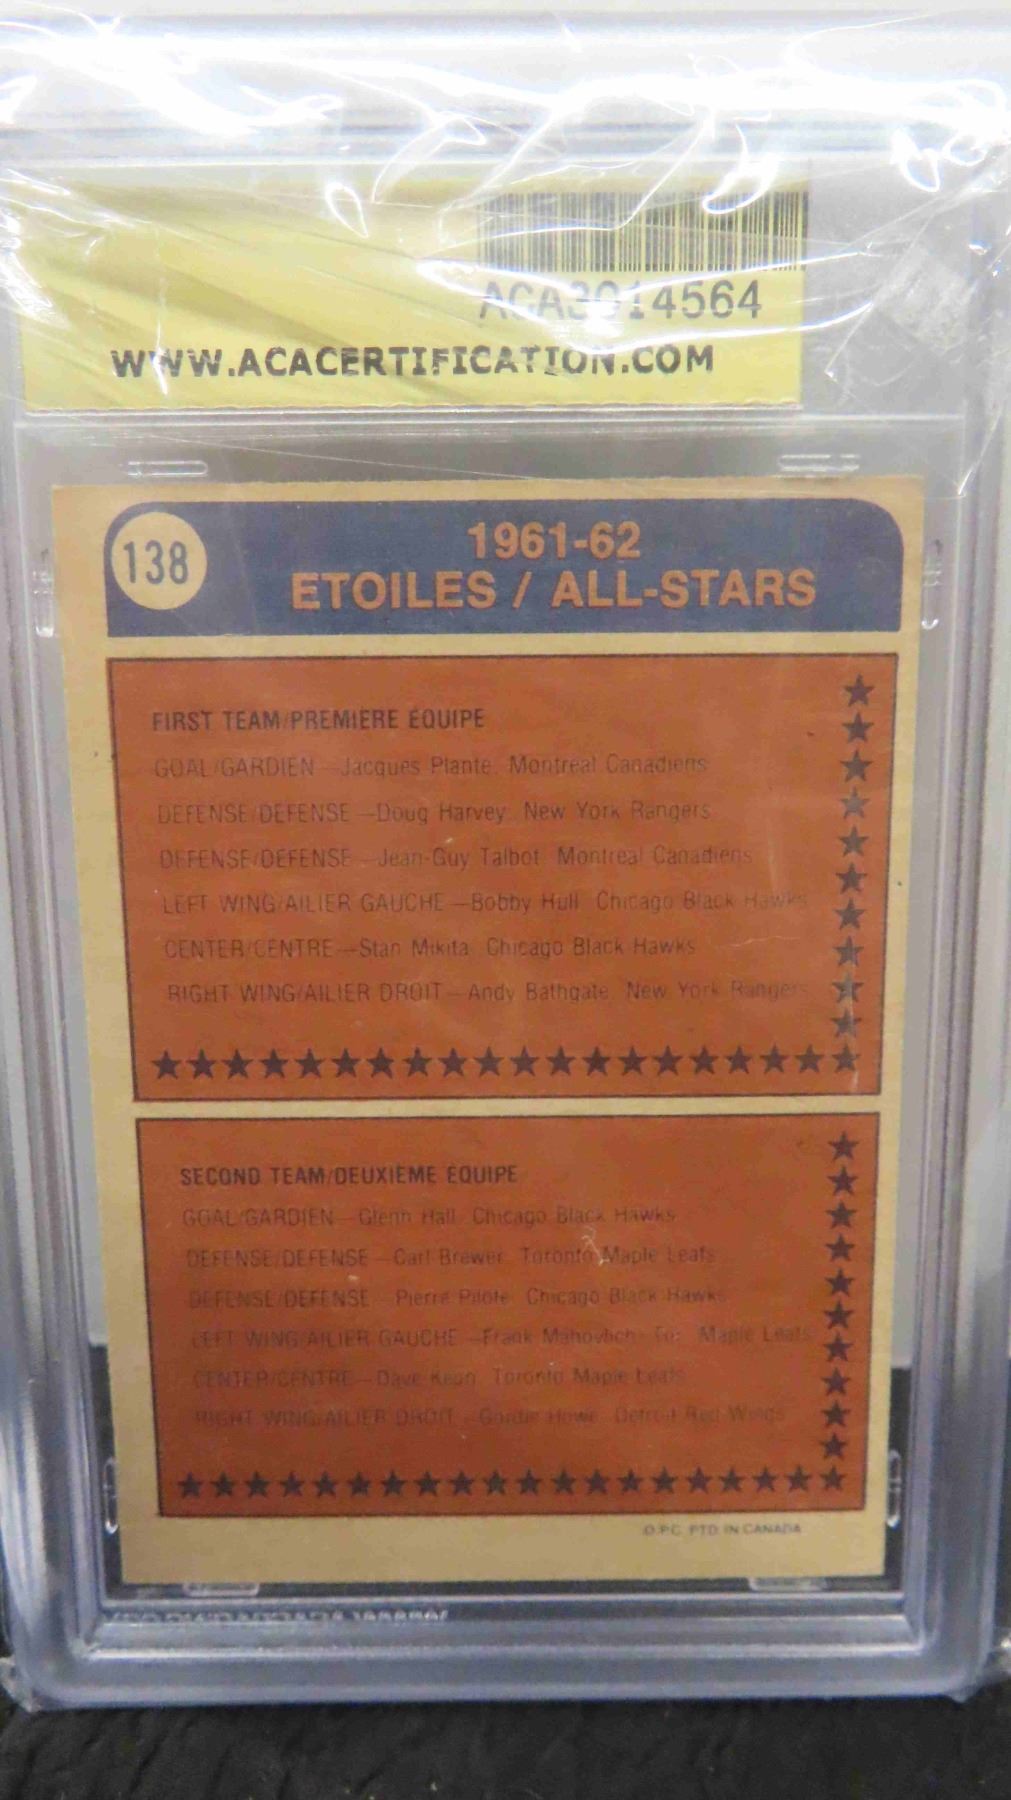 ACA3014564
WWW.ACACERTIFICATION.COM
138
1961-62
ETOILES / ALL-STARS
FIRST TEAM/PREMIERE EQUIPE
GOAL/GARDIEN—Jacques Plante, Montreal Canadiens
DEFENSE/DEFENSE—Doug Harvey, New York Rangers
DEFENSE/DEFENSE—Jean-Guy Talbot, Montreal Canadiens
LEFT WING/AILIER GAUCHE—Bobby Hull, Chicago Black Hawks
CENTER/CENTRE—Stan Mikita, Chicago Black Hawks
RIGHT WING/AILIER DROIT—Andy Bathgate, New York Rangers
SECOND TEAM/DEUXIEME EQUIPE
GOAL/GARDIEN—Glenn Hall, Chicago Black Hawks
DEFENSE/DEFENSE—Carl Brewer, Toronto Maple Leafs
DEFENSE/DEFENSE—Pierre Pilote, Chicago Black Hawks
LEFT WING/AILIER GAUCHE—Frank Mahovlich, Tor. Maple Leafs
CENTER/CENTRE—Dave Keon, Toronto Maple Leafs
RIGHT WING/AILIER DROIT—Gordie Howe, Detroit Red Wings
O.P.C. PTD. IN CANADA